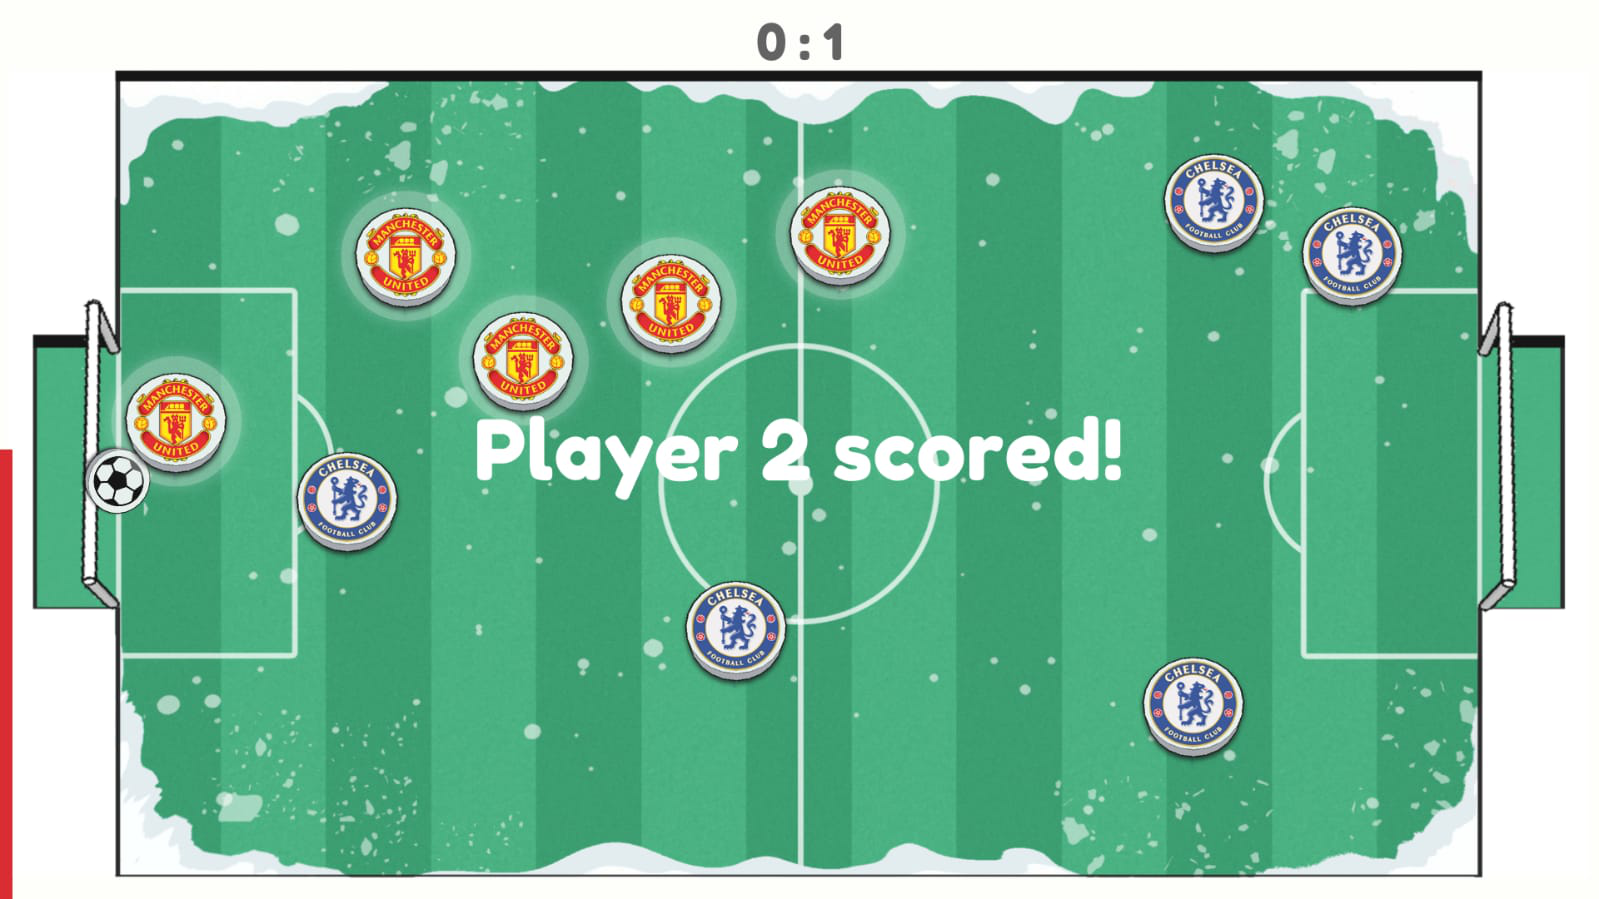 0 : 1
CHELSEA
FOOTBALL CLUB
MANCHESTER
UNITED
MANCHESTER
UNITED
CHELSEA
FOOTBALL CLUB
MANCHESTER
UNITED
MANCHESTER
UNITED
MANCHESTER
UNITED
Player 2 scored!
CHELSEA
FOOTBALL CLUB
CHELSEA
FOOTBALL CLUB
CHELSEA
FOOTBALL CLUB